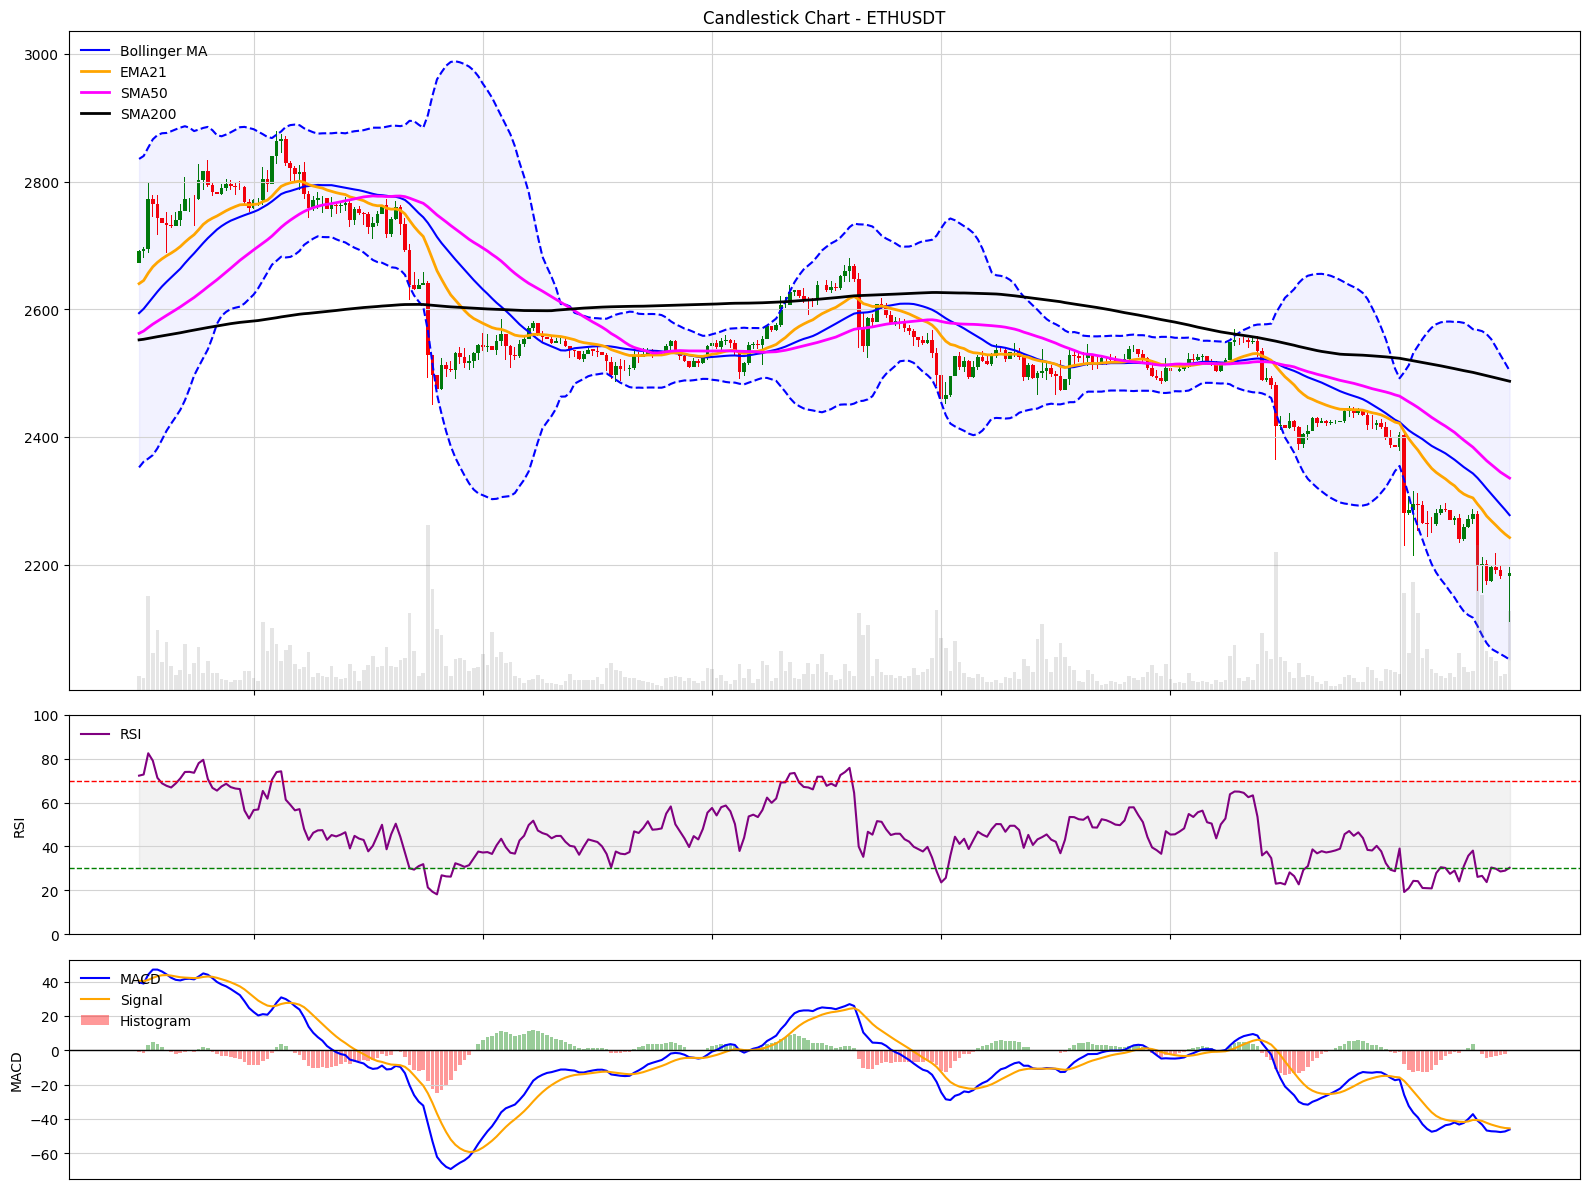 Candlestick Chart - ETHUSDT
Bollinger MA
EMA21
SMA50
SMA200
3000
2800
2600
2400
2200
RSI
RSI
100
80
60
40
20
0
MACD
Signal
Histogram
MACD
40
20
0
−20
−40
−60